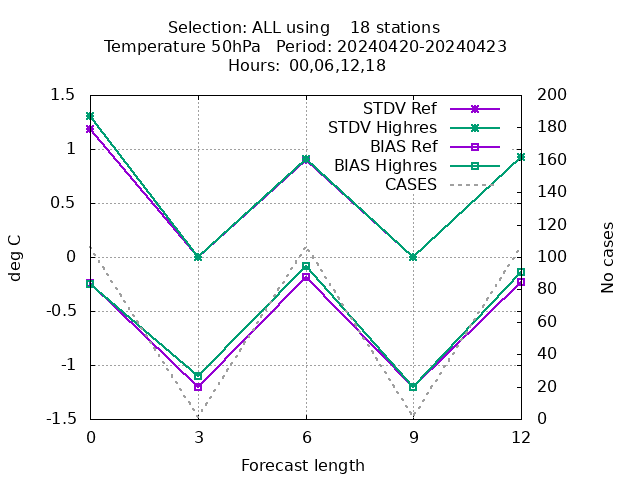 Selection: ALL using    18 stations
Temperature 50hPa   Period: 20240420-20240423
Hours: 00,06,12,18
STDV Ref
STDV Highres
BIAS Ref
BIAS Highres
CASES
1.5
1
0.5
0
-0.5
-1
-1.5
deg C
200
180
160
140
120
100
80
60
40
20
0
No cases
0 3 6 9 12
Forecast length